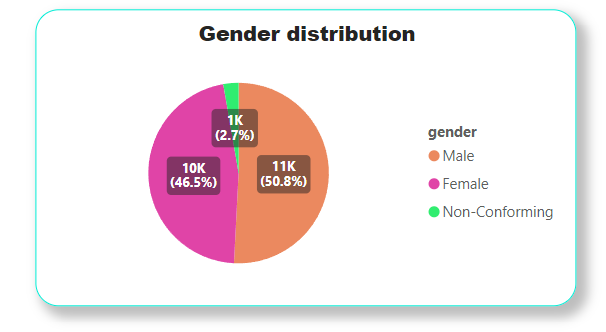 Gender distribution
1K
(2.7%)
10K
(46.5%)
11K
(50.8%)
gender
Male
Female
Non-Conforming